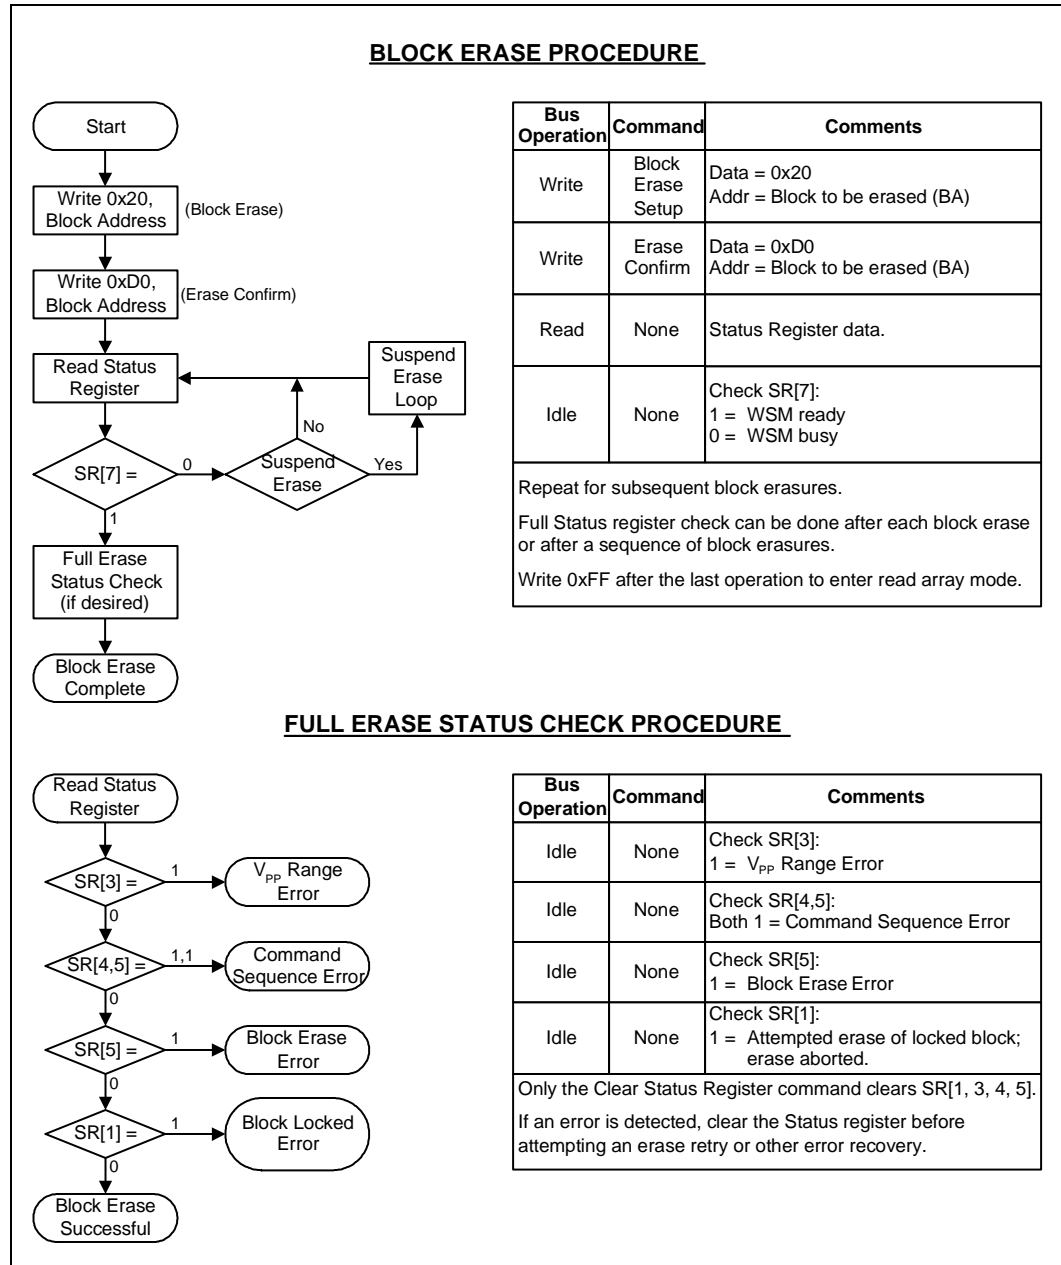 BLOCK ERASE PROCEDURE
Start
Write 0x20,
Block Address
(Block Erase)
Write 0xD0,
Block Address
(Erase Confirm)
Read Status
Register
Suspend
Erase
Loop
No
SR[7] =
0
Suspend
Erase
Yes
1
Full Erase
Status Check
(if desired)
Block Erase
Complete
Bus
Operation
Command
Comments
Write
Block
Erase
Setup
Data = 0x20
Addr = Block to be erased (BA)
Write
Erase
Confirm
Data = 0xD0
Addr = Block to be erased (BA)
Read
None
Status Register data.
Idle
None
Check SR[7]:
1 = WSM ready
0 = WSM busy
Repeat for subsequent block erasures.
Full Status register check can be done after each block erase
or after a sequence of block erasures.
Write 0xFF after the last operation to enter read array mode.
FULL ERASE STATUS CHECK PROCEDURE
Read Status
Register
SR[3] =
1
VPP Range
Error
0
SR[4,5] =
1,1
Command
Sequence Error
0
SR[5] =
1
Block Erase
Error
0
SR[1] =
1
Block Locked
Error
0
Block Erase
Successful
Bus
Operation
Command
Comments
Idle
None
Check SR[3]:
1 = VPP Range Error
Idle
None
Check SR[4,5]:
Both 1 = Command Sequence Error
Idle
None
Check SR[5]:
1 = Block Erase Error
Idle
None
Check SR[1]:
1 = Attempted erase of locked block;
erase aborted.
Only the Clear Status Register command clears SR[1, 3, 4, 5].
If an error is detected, clear the Status register before
attempting an erase retry or other error recovery.